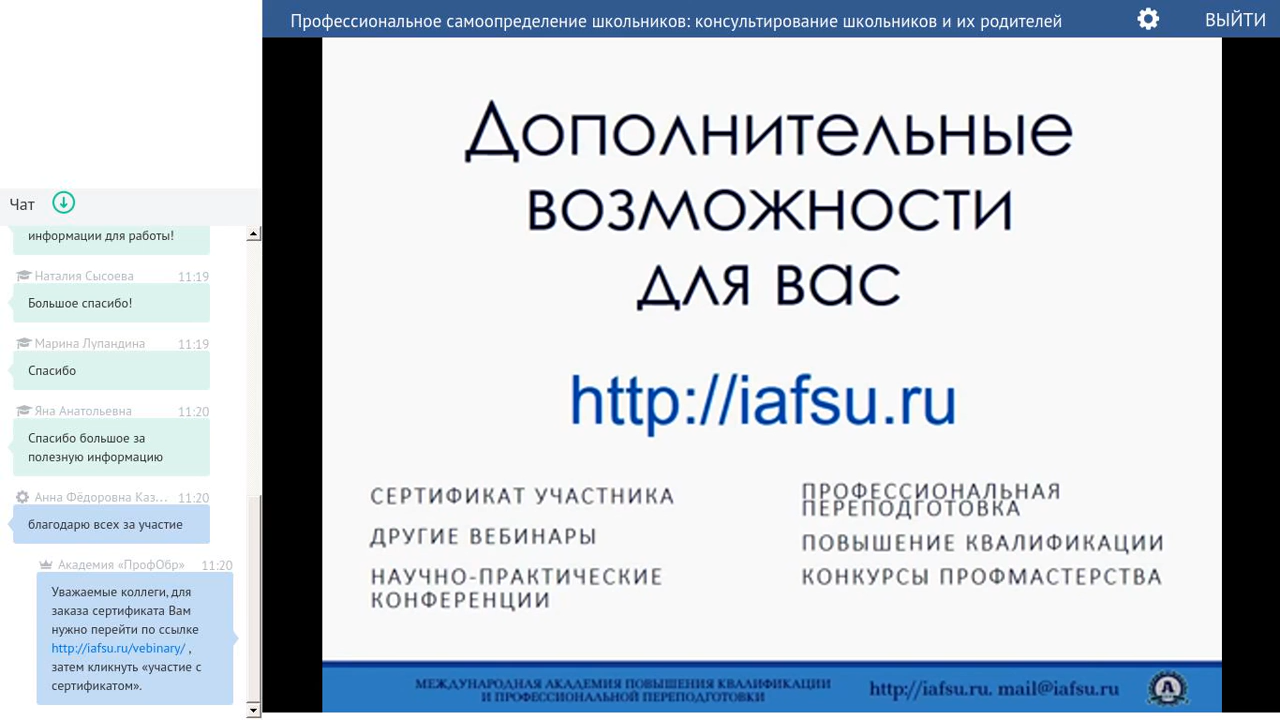 Профессиональное самоопределение школьников: консультирование школьников и их родителей
ВЫЙТИ
Чат
информации для работы!
Наталия Сысоева 11:19
Большое спасибо!
Марина Лупандина 11:19
Спасибо
Яна Анатольевна 11:20
Спасибо большое за
полезную информацию
Анна Фёдоровна Каз... 11:20
благодарю всех за участие
Академия «ПрофОбр» 11:20
Уважаемые коллеги, для
заказа сертификата Вам
нужно перейти по ссылке
http://iafsu.ru/vebinary/ ,
затем кликнуть «участие с
сертификатом».
Дополнительные
возможности
для вас
http://iafsu.ru
СЕРТИФИКАТ УЧАСТНИКА
ДРУГИЕ ВЕБИНАРЫ
НАУЧНО-ПРАКТИЧЕСКИЕ
КОНФЕРЕНЦИИ
ПРОФЕССИОНАЛЬНАЯ
ПЕРЕПОДГОТОВКА
ПОВЫШЕНИЕ КВАЛИФИКАЦИИ
КОНКУРСЫ ПРОФМАСТЕРСТВА
МЕЖДУНАРОДНАЯ АКАДЕМИЯ ПОВЫШЕНИЯ КВАЛИФИКАЦИИ
И ПРОФЕССИОНАЛЬНОЙ ПЕРЕПОДГОТОВКИ
http://iafsu.ru. mail@iafsu.ru